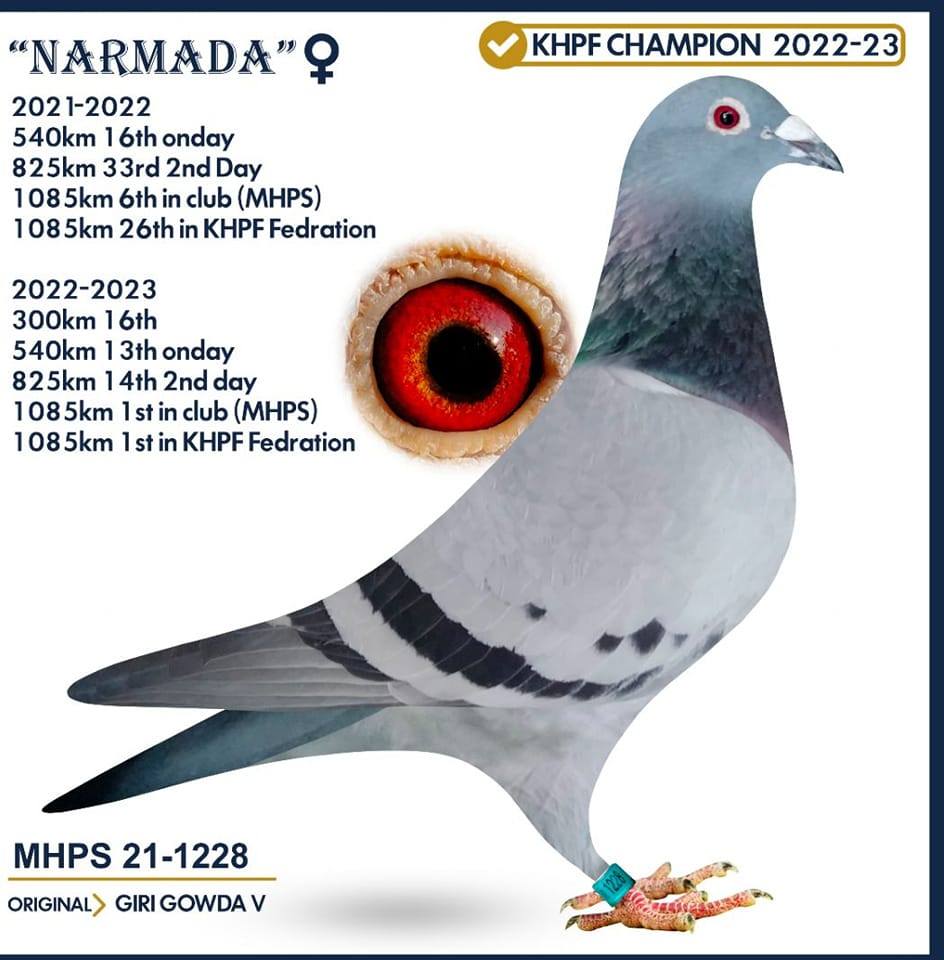 "NARMADA"♀
KHPF CHAMPION 2022-23
2021-2022
540km 16th onday
825km 33rd 2nd Day
1085km 6th in club (MHPS)
1085km 26th in KHPF Fedration
2022-2023
300km 16th
540km 13th onday
825km 14th 2nd day
1085km 1st in club (MHPS)
1085km 1st in KHPF Fedration
MHPS 21-1228
ORIGINAL> GIRI GOWDA V
1228